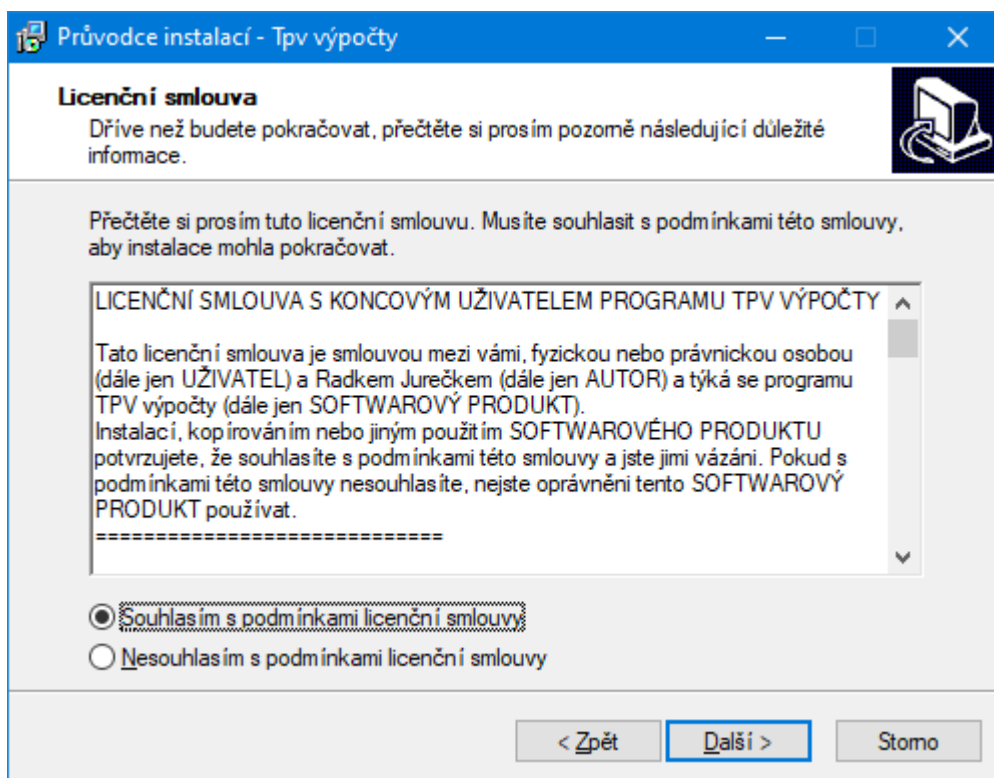 Průvodce instalací - Tpv výpočty
Licenční smlouva
Dříve než budete pokračovat, přečtěte si prosím pozorně následující důležité
informace.
Přečtěte si prosím tuto licenční smlouvu. Musíte souhlasit s podmínkami této smlouvy,
aby instalace mohla pokračovat.
LICENČNÍ SMLOUVA S KONCOVÝM UŽIVATELEM PROGRAMU TPV VÝPOČTY
Tato licenční smlouva je smlouvou mezi vámi, fyzickou nebo právnickou osobou
(dále jen UŽIVATEL) a Radkem Jurečkem (dále jen AUTOR) a týká se programu
TPV výpočty (dále jen SOFTWAROVÝ PRODUKT).
Instalací, kopírováním nebo jiným použitím SOFTWAROVÉHO PRODUKTU
potvrzujete, že souhlasíte s podmínkami této smlouvy a jste jimi vázáni. Pokud s
podmínkami této smlouvy nesouhlasíte, nejste oprávněni tento SOFTWAROVÝ
PRODUKT používat.
=============================
Souhlasím s podmínkami licenční smlouvy
Nesouhlasím s podmínkami licenční smlouvy
< Zpět
Další >
Storno